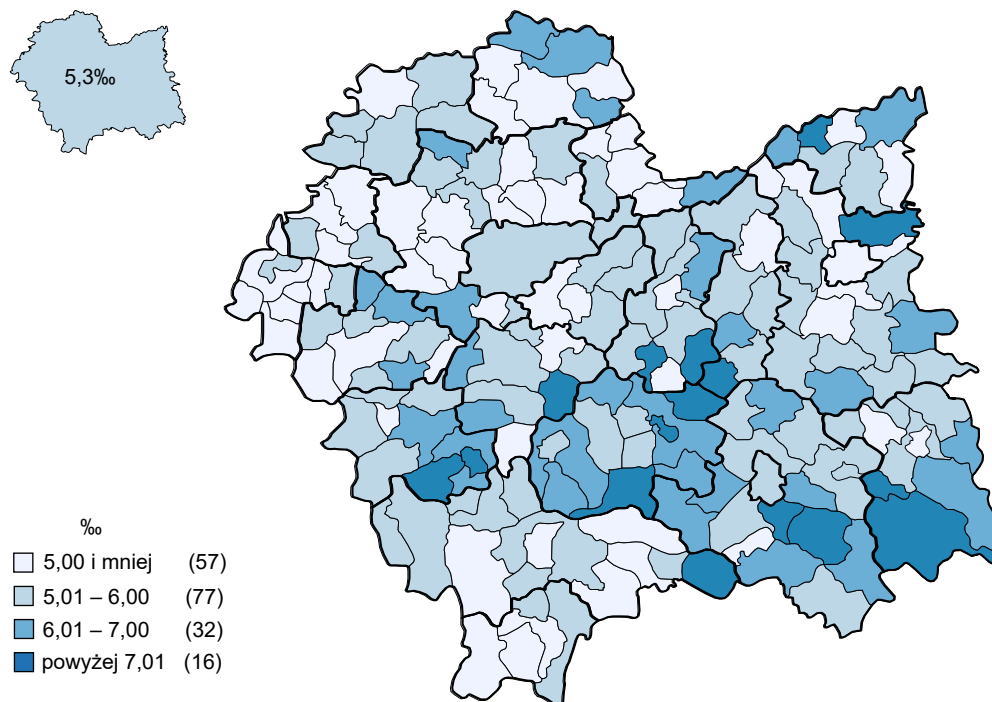 5,3‰
‰
5,00 i mniej (57)
5,01 – 6,00 (77)
6,01 – 7,00 (32)
powyżej 7,01 (16)